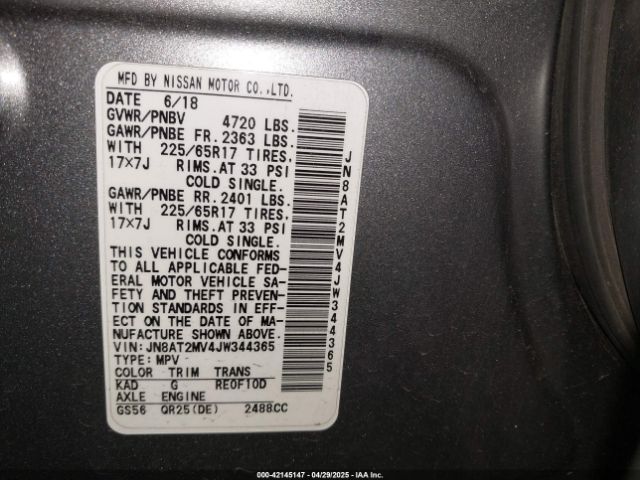 MFD BY NISSAN MOTOR CO.,LTD.
DATE 6/18
GVWR/PNBV 4720 LBS.
GAWR/PNBE FR. 2363 LBS.
WITH 225/65R17 TIRES.
17×7J RIMS. AT 33 PSI
COLD SINGLE.
GAWR/PNBE RR. 2401 LBS.
WITH 225/65R17 TIRES.
17×7J RIMS. AT 33 PSI
COLD SINGLE.
THIS VEHICLE CONFORMS
TO ALL APPLICABLE FED-
ERAL MOTOR VEHICLE SA-
FETY AND THEFT PREVEN-
TION STANDARDS IN EFF-
ECT ON THE DATE OF MA-
NUFACTURE SHOWN ABOVE.
VIN:JN8AT2MV4JW344365
TYPE:MPV
COLOR TRIM TRANS
KAD G RE0F10D
AXLE ENGINE
GS56 QR25(DE) 2488CC
JN8AT2MV4JW344365
000-42145147 - 04/29/2025 - IAA Inc.